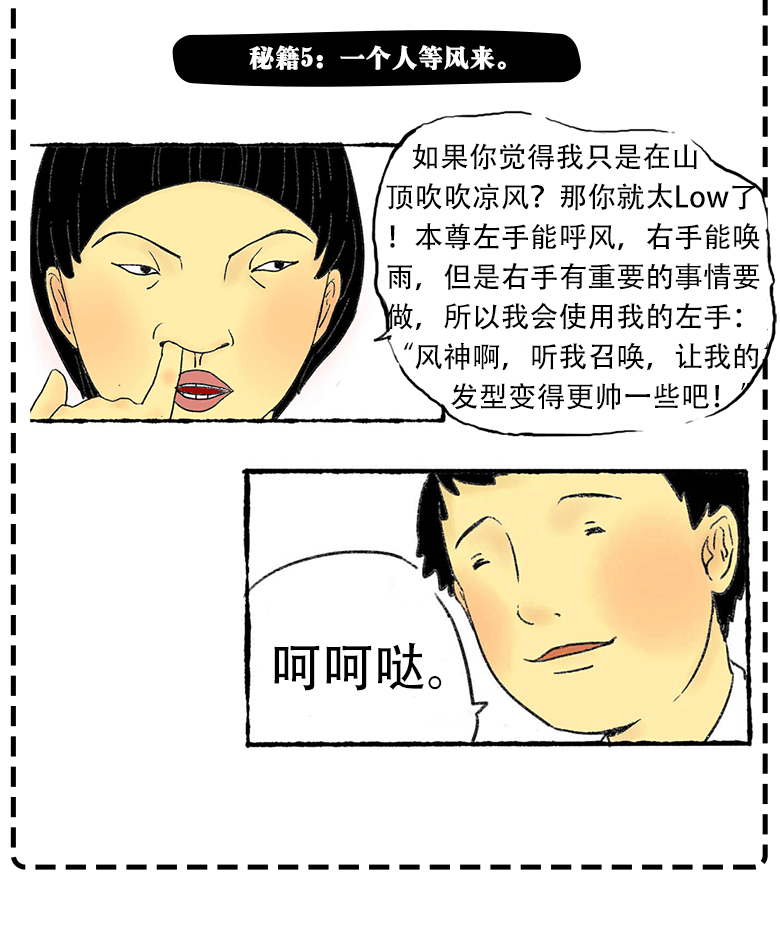 秘籍5：一个人等风来。
如果你觉得我只是在山
顶吹吹凉风？那你就太Low了
！本尊左手能呼风，右手能唤
雨，但是右手有重要的事情要
做，所以我会使用我的左手：
“风神啊，听我召唤，让我的
发型变得更帅一些吧！”
呵呵哒。